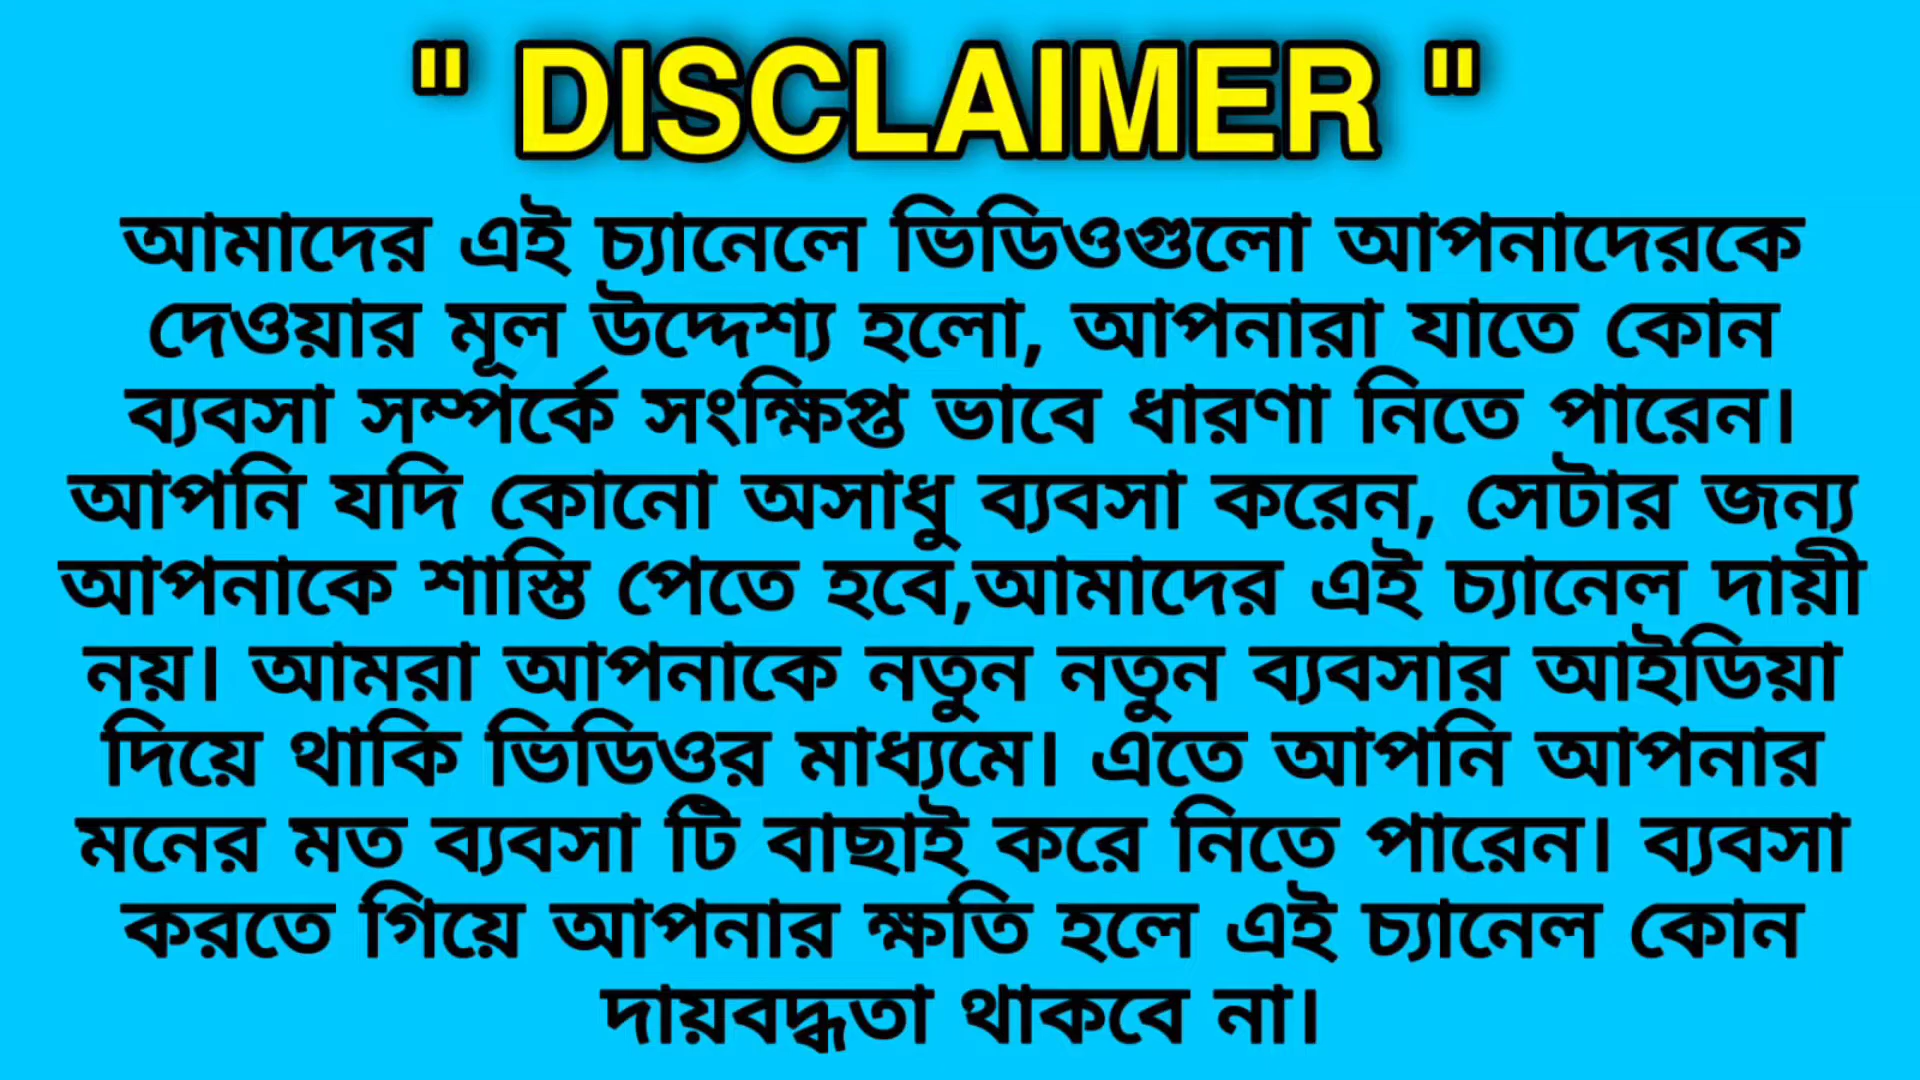 " DISCLAIMER "
আমাদের এই চ্যানেলে ভিডিওগুলো আপনাদেরকে
দেওয়ার মূল উদ্দেশ্য হলো, আপনারা যাতে কোন
ব্যবসা সম্পর্কে সংক্ষিপ্ত ভাবে ধারণা নিতে পারেন।
আপনি যদি কোনো অসাধু ব্যবসা করেন, সেটার জন্য
আপনাকে শাস্তি পেতে হবে,আমাদের এই চ্যানেল দায়ী
নয়। আমরা আপনাকে নতুন নতুন ব্যবসার আইডিয়া
দিয়ে থাকি ভিডিওর মাধ্যমে। এতে আপনি আপনার
মনের মত ব্যবসা টি বাছাই করে নিতে পারেন। ব্যবসা
করতে গিয়ে আপনার ক্ষতি হলে এই চ্যানেল কোন
দায়বদ্ধতা থাকবে না।